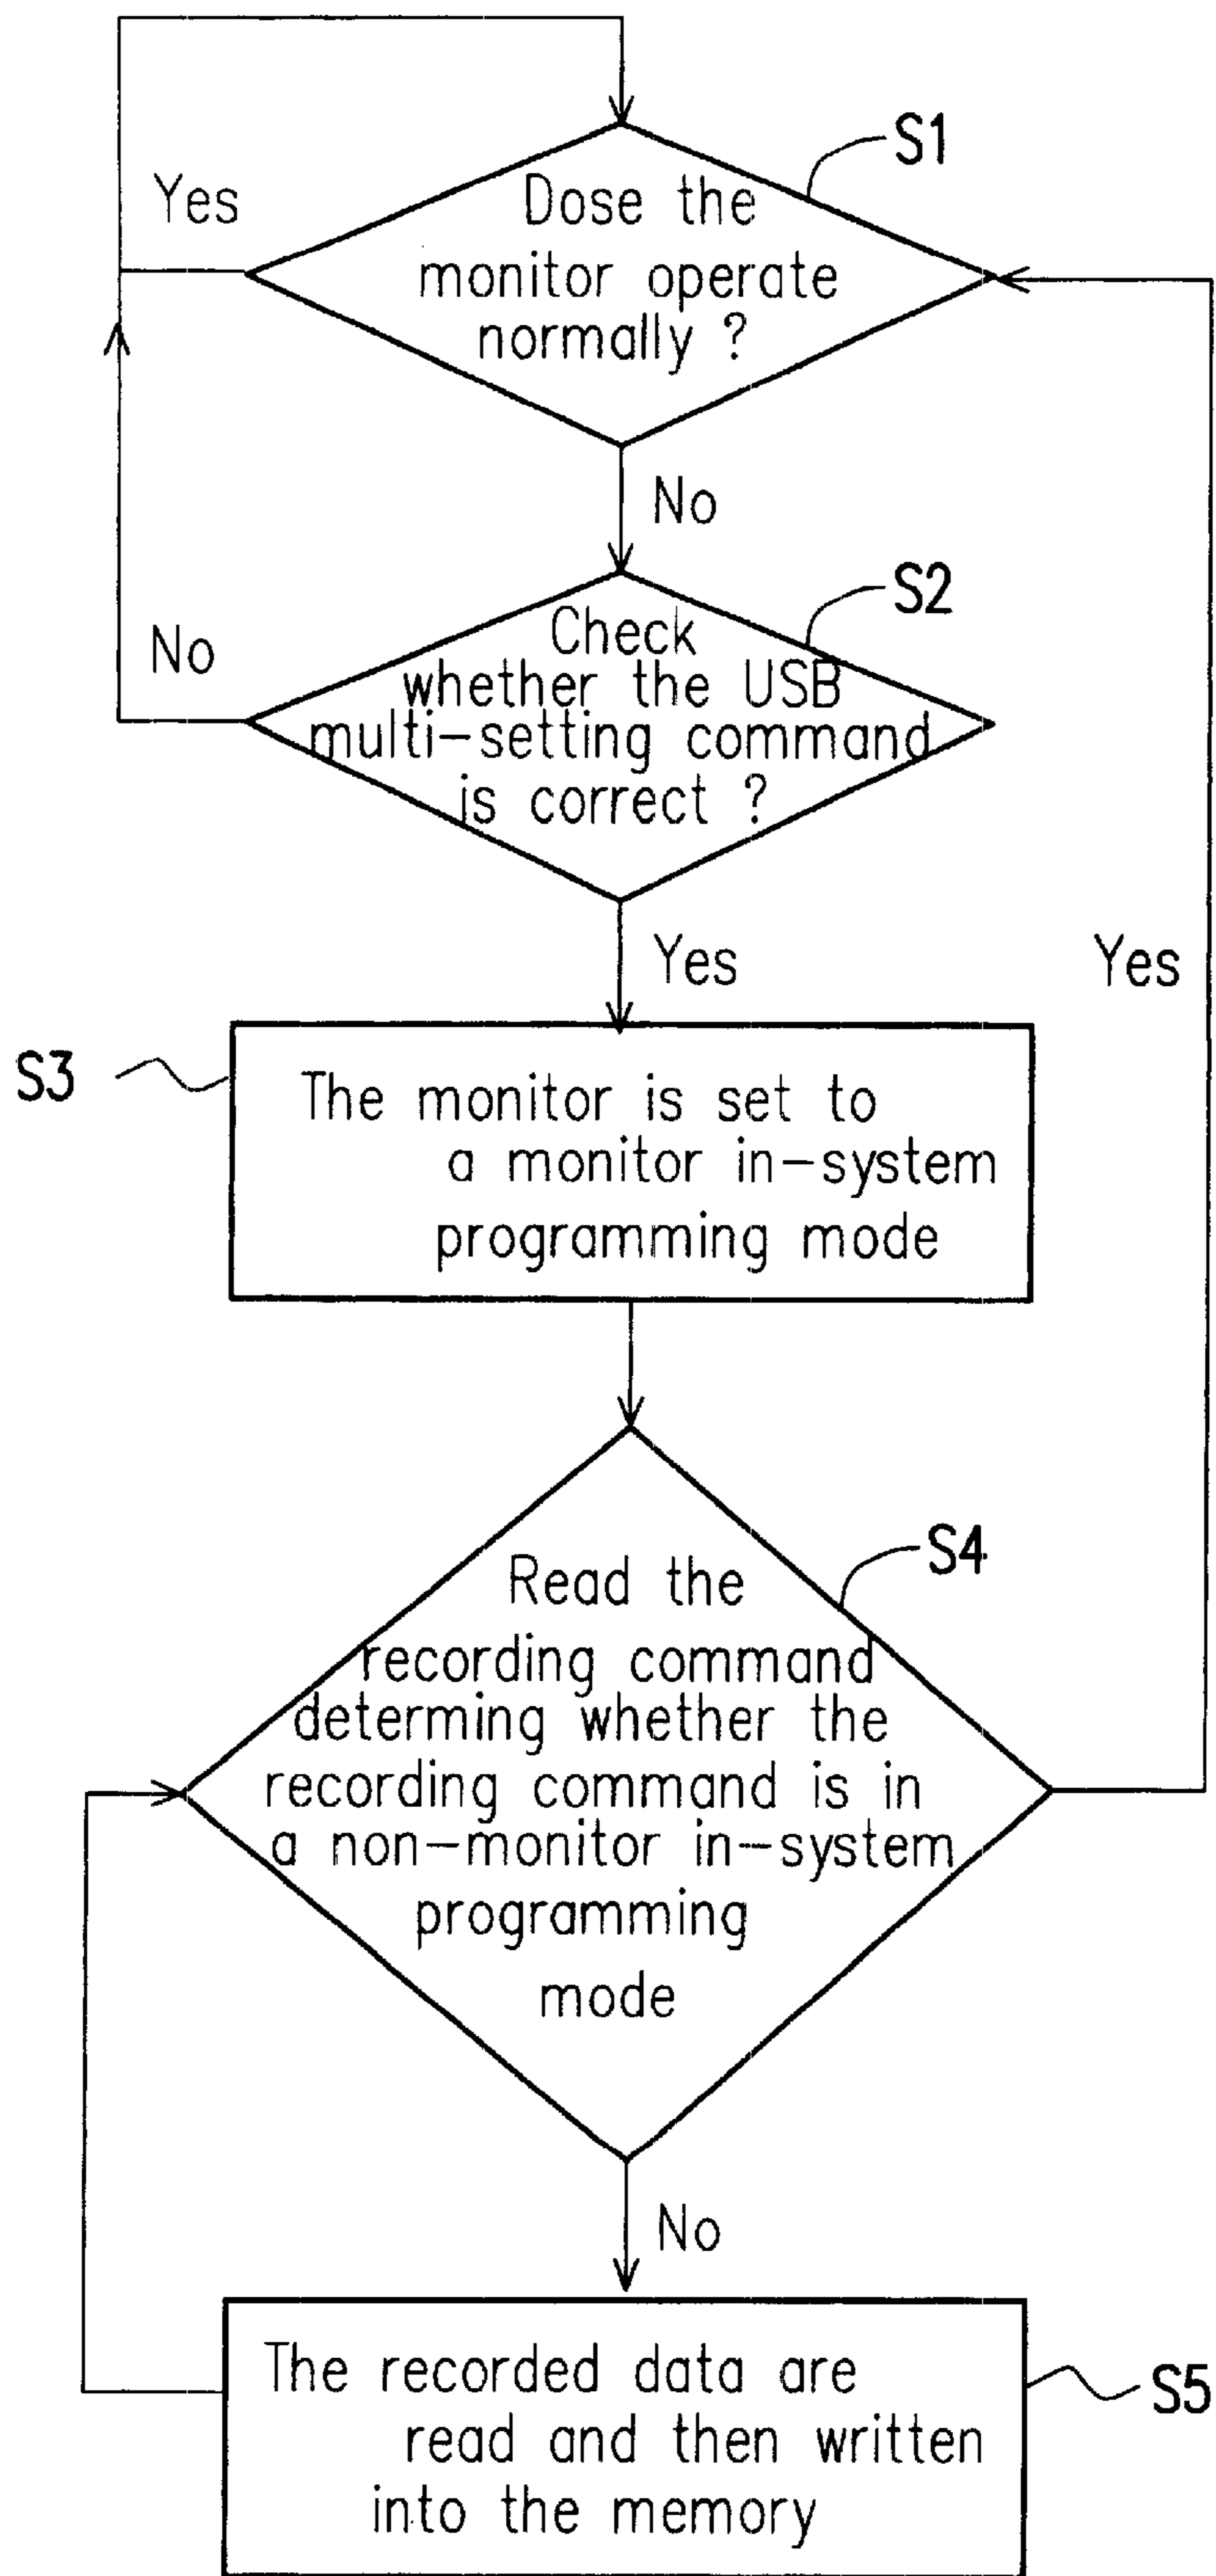 S1
Yes
Dose the
monitor operate
normally ?
No
S2
No
Check
whether the USB
multi-setting command
is correct ?
Yes
Yes
S3
The monitor is set to
a monitor in-system
programming mode
S4
Read the
recording command
determing whether the
recording command is in
a non-monitor in-system
programming
mode
No
The recorded data are
read and then written
into the memory
S5